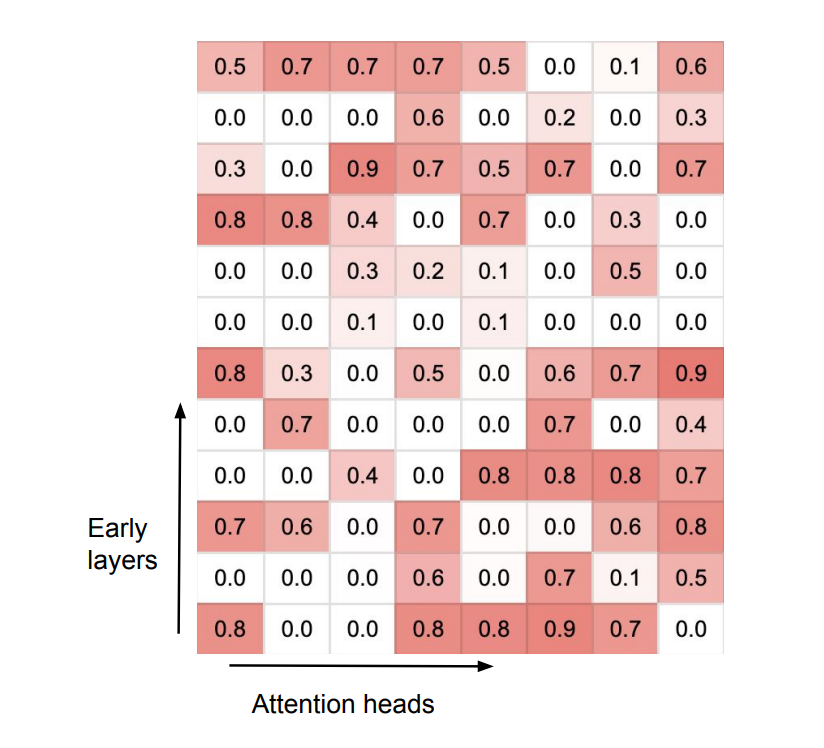 0.5 0.7 0.7 0.7 0.5 0.0 0.1 0.6
0.0 0.0 0.0 0.6 0.0 0.2 0.0 0.3
0.3 0.0 0.9 0.7 0.5 0.7 0.0 0.7
0.8 0.8 0.4 0.0 0.7 0.0 0.3 0.0
0.0 0.0 0.3 0.2 0.1 0.0 0.5 0.0
0.0 0.0 0.1 0.0 0.1 0.0 0.0 0.0
0.8 0.3 0.0 0.5 0.0 0.6 0.7 0.9
0.0 0.7 0.0 0.0 0.0 0.7 0.0 0.4
0.0 0.0 0.4 0.0 0.8 0.8 0.8 0.7
0.7 0.6 0.0 0.7 0.0 0.0 0.6 0.8
0.0 0.0 0.0 0.6 0.0 0.7 0.1 0.5
0.8 0.0 0.0 0.8 0.8 0.9 0.7 0.0
Early
layers
Attention heads